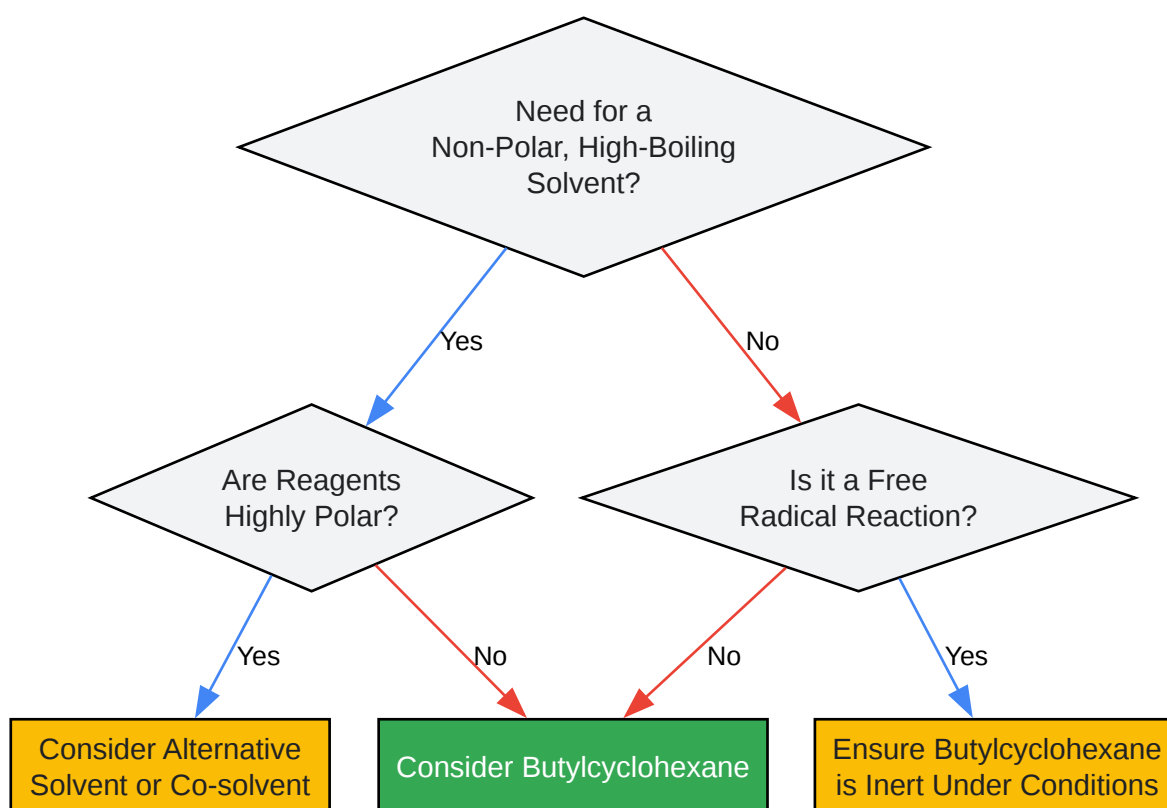 Need for a
Non-Polar, High-Boiling
Solvent?
Yes
No
Are Reagents
Highly Polar?
Is it a Free
Radical Reaction?
Yes
No
No
Yes
Consider Alternative
Solvent or Co-solvent
Consider Butylcyclohexane
Ensure Butylcyclohexane
is Inert Under Conditions